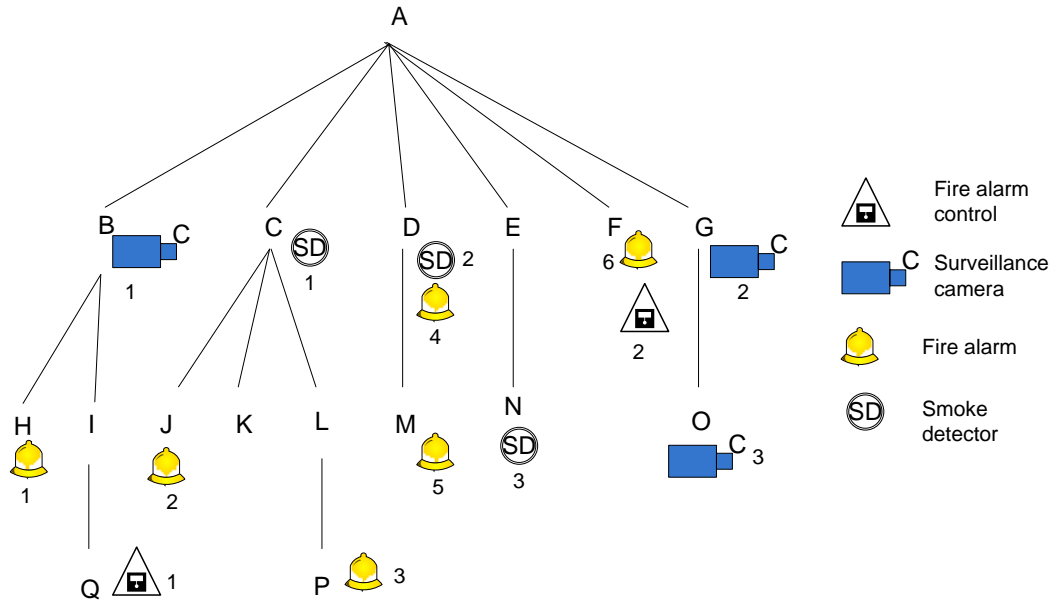 A
B
C
1
C
SD
1
D
SD
2
4
E
F
6
2
G
C
2
H
1
I
J
2
K
L
M
5
N
SD
3
O
C
3
Q
1
P
3
Fire alarm
control
C
Surveillance
camera
Fire alarm
SD
Smoke
detector